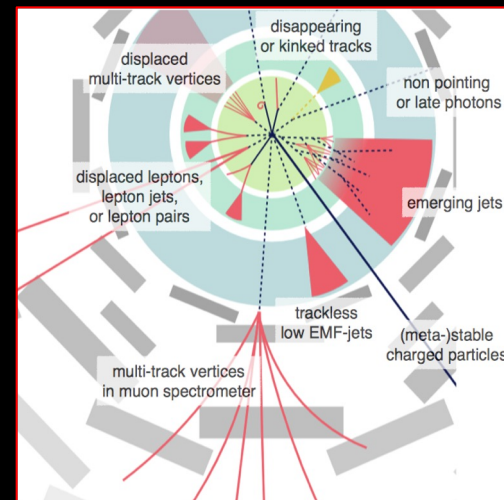 disappearing
or kinked tracks
displaced
multi-track vertices
non pointing
or late photons
displaced leptons,
lepton jets,
or lepton pairs
emerging jets
trackless
low EMF-jets
(meta-)stable
charged particles
multi-track vertices
in muon spectrometer